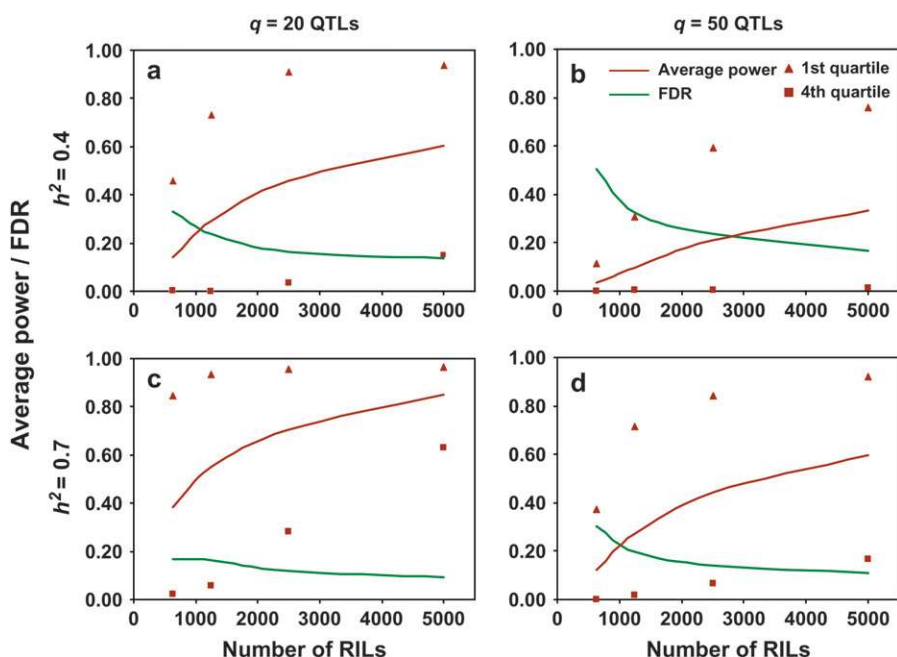 q = 20 QTLs
q = 50 QTLs
Average power / FDR
h² = 0.4
a
1.00
0.80
0.60
0.40
0.20
0.00
0 1000 2000 3000 4000 5000
b
Average power
FDR
1st quartile
4th quartile
1.00
0.80
0.60
0.40
0.20
0.00
0 1000 2000 3000 4000 5000
h² = 0.7
c
1.00
0.80
0.60
0.40
0.20
0.00
0 1000 2000 3000 4000 5000
Number of RILs
d
1.00
0.80
0.60
0.40
0.20
0.00
0 1000 2000 3000 4000 5000
Number of RILs